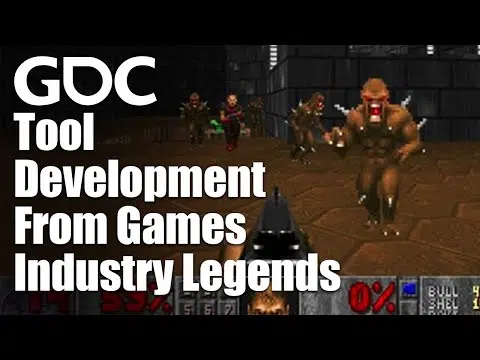 GDC
Tool
Development
From Games
Industry Legends
0%
BULL
SHEL